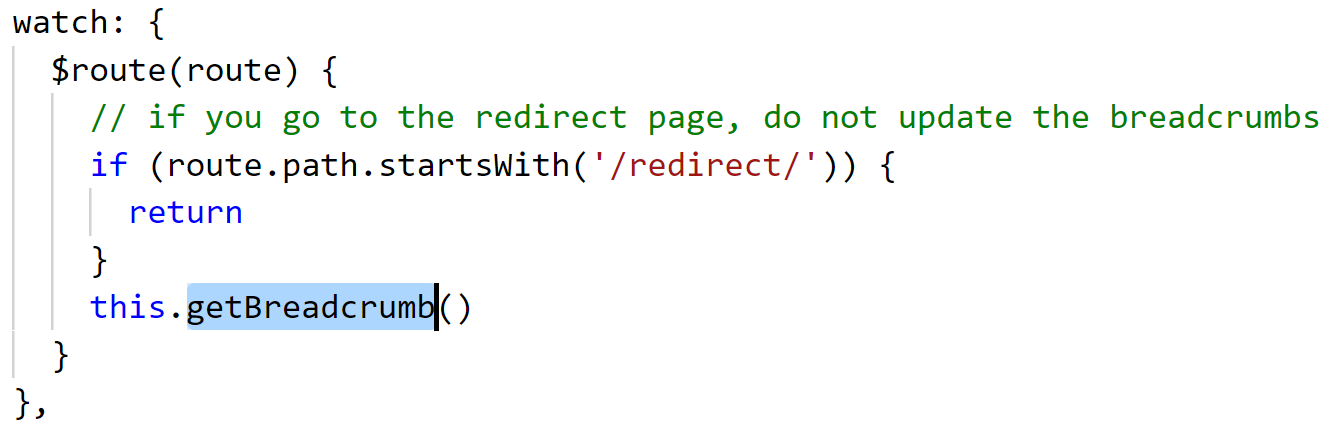 watch: {
  $route(route) {
    // if you go to the redirect page, do not update the breadcrumbs
    if (route.path.startsWith('/redirect/')) {
      return
    }
    this.getBreadcrumb()
  }
},